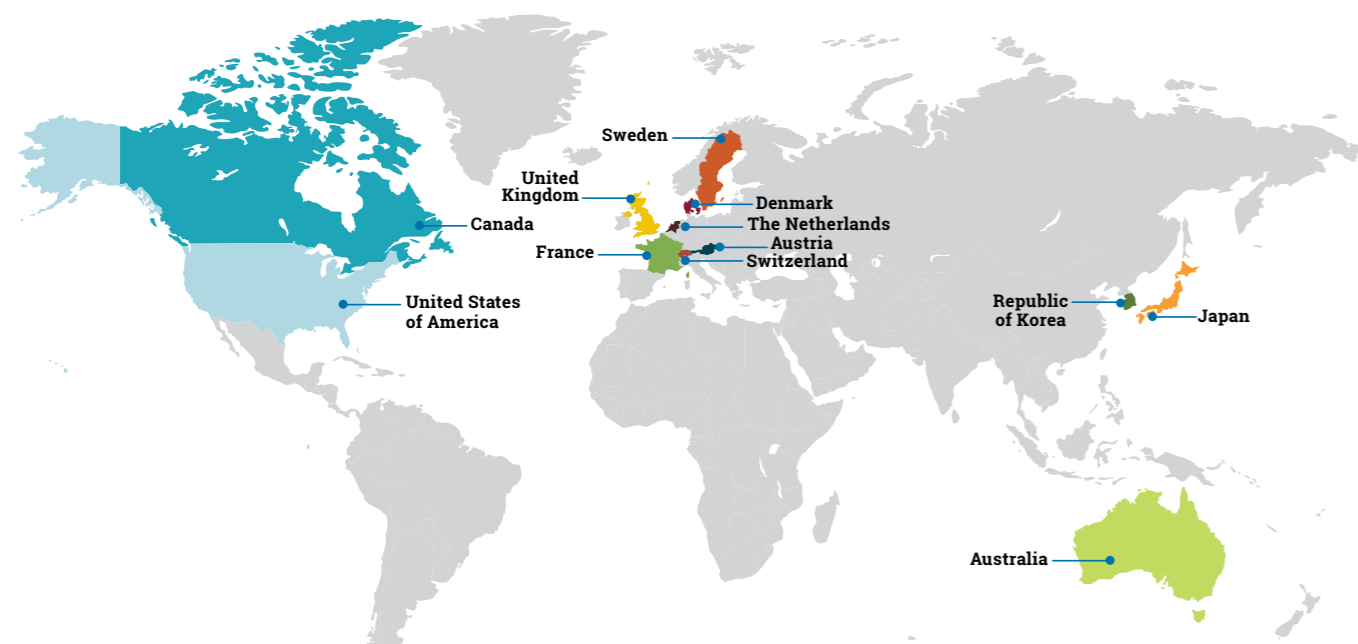 Sweden
United
Kingdom
Denmark
The Netherlands
Canada
Austria
France
Switzerland
United States
of America
Republic
of Korea
Japan
Australia